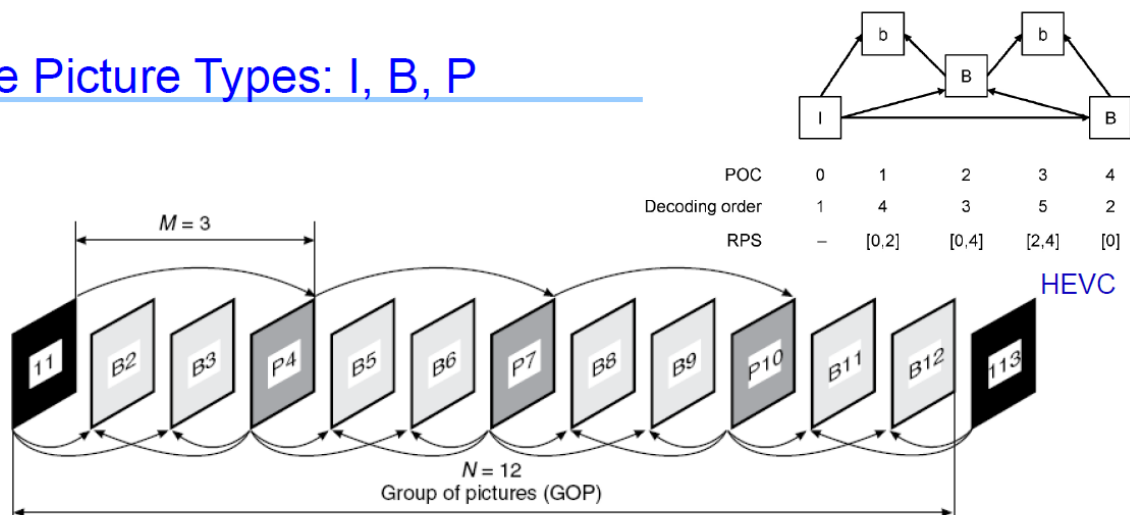 e Picture Types: I, B, P
b b
B
I B
POC 0 1 2 3 4
Decoding order 1 4 3 5 2
RPS – [0,2] [0,4] [2,4] [0]
HEVC
M = 3
11 B2 B3 P4 B5 B6 P7 B8 B9 P10 B11 B12 113
N = 12
Group of pictures (GOP)